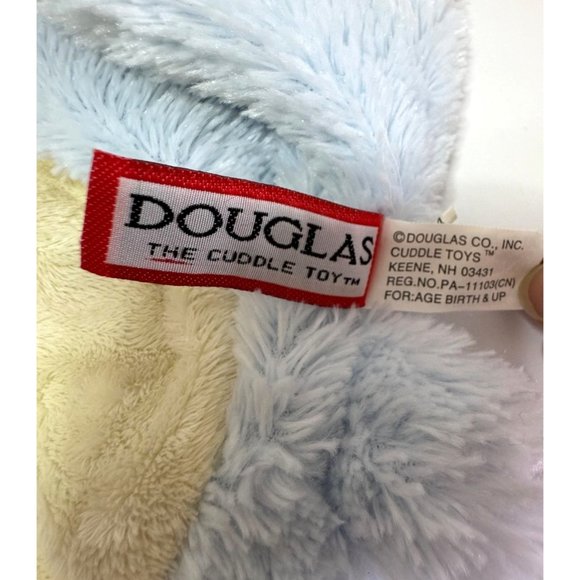 DOUGLAS
THE CUDDLE TOY™
©DOUGLAS CO., INC.
CUDDLE TOYS™
KEENE, NH 03431
REG.NO.PA-11103(CN)
FOR:AGE BIRTH & UP